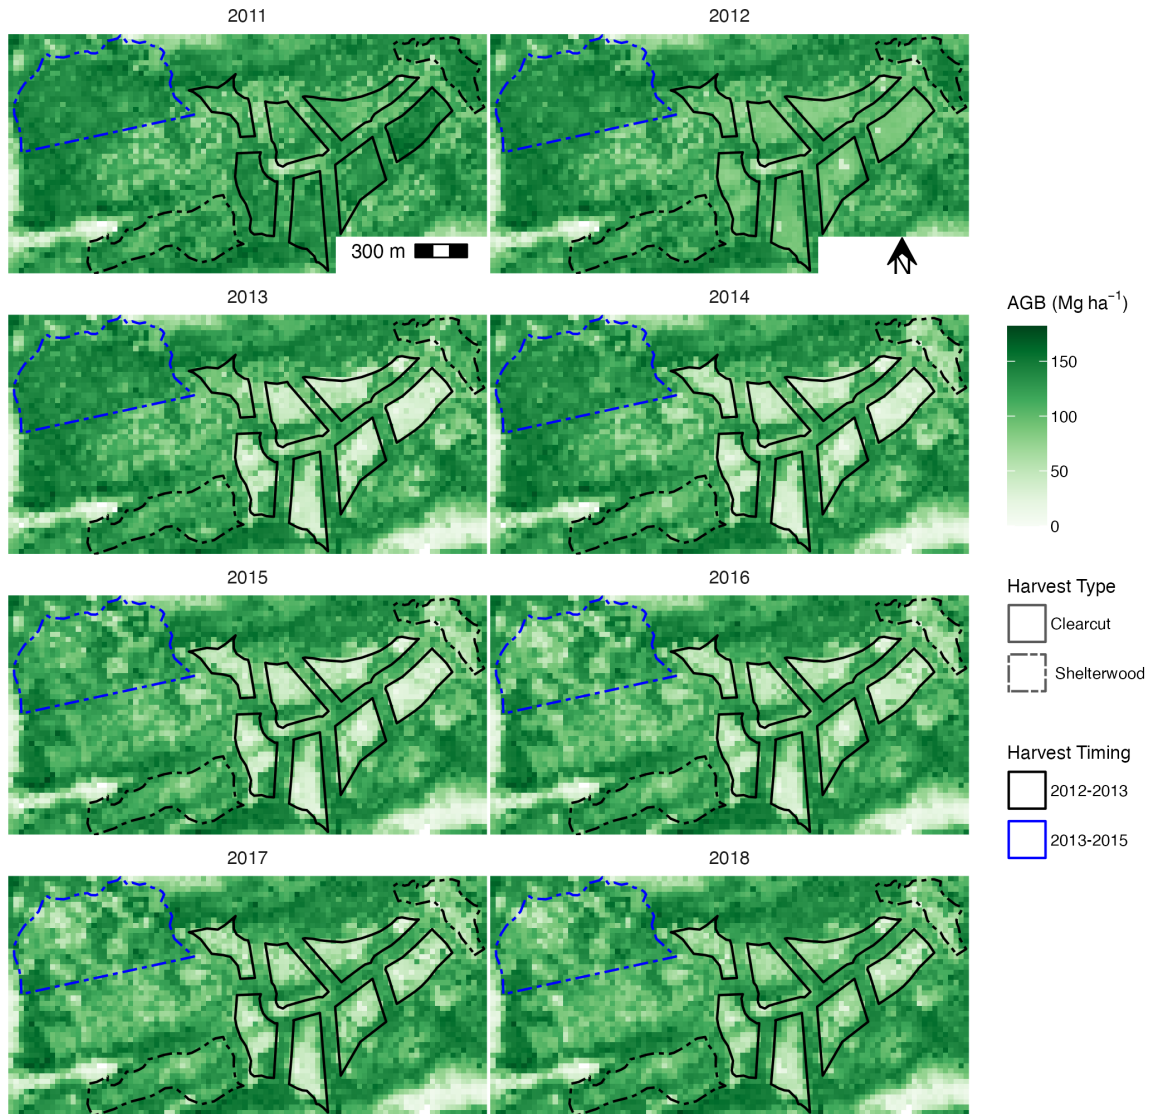 2011
2012
300 m
N
2013
2014
AGB (Mg ha⁻¹)
150
100
50
0
2015
2016
Harvest Type
Clearcut
Shelterwood
Harvest Timing
2012-2013
2013-2015
2017
2018